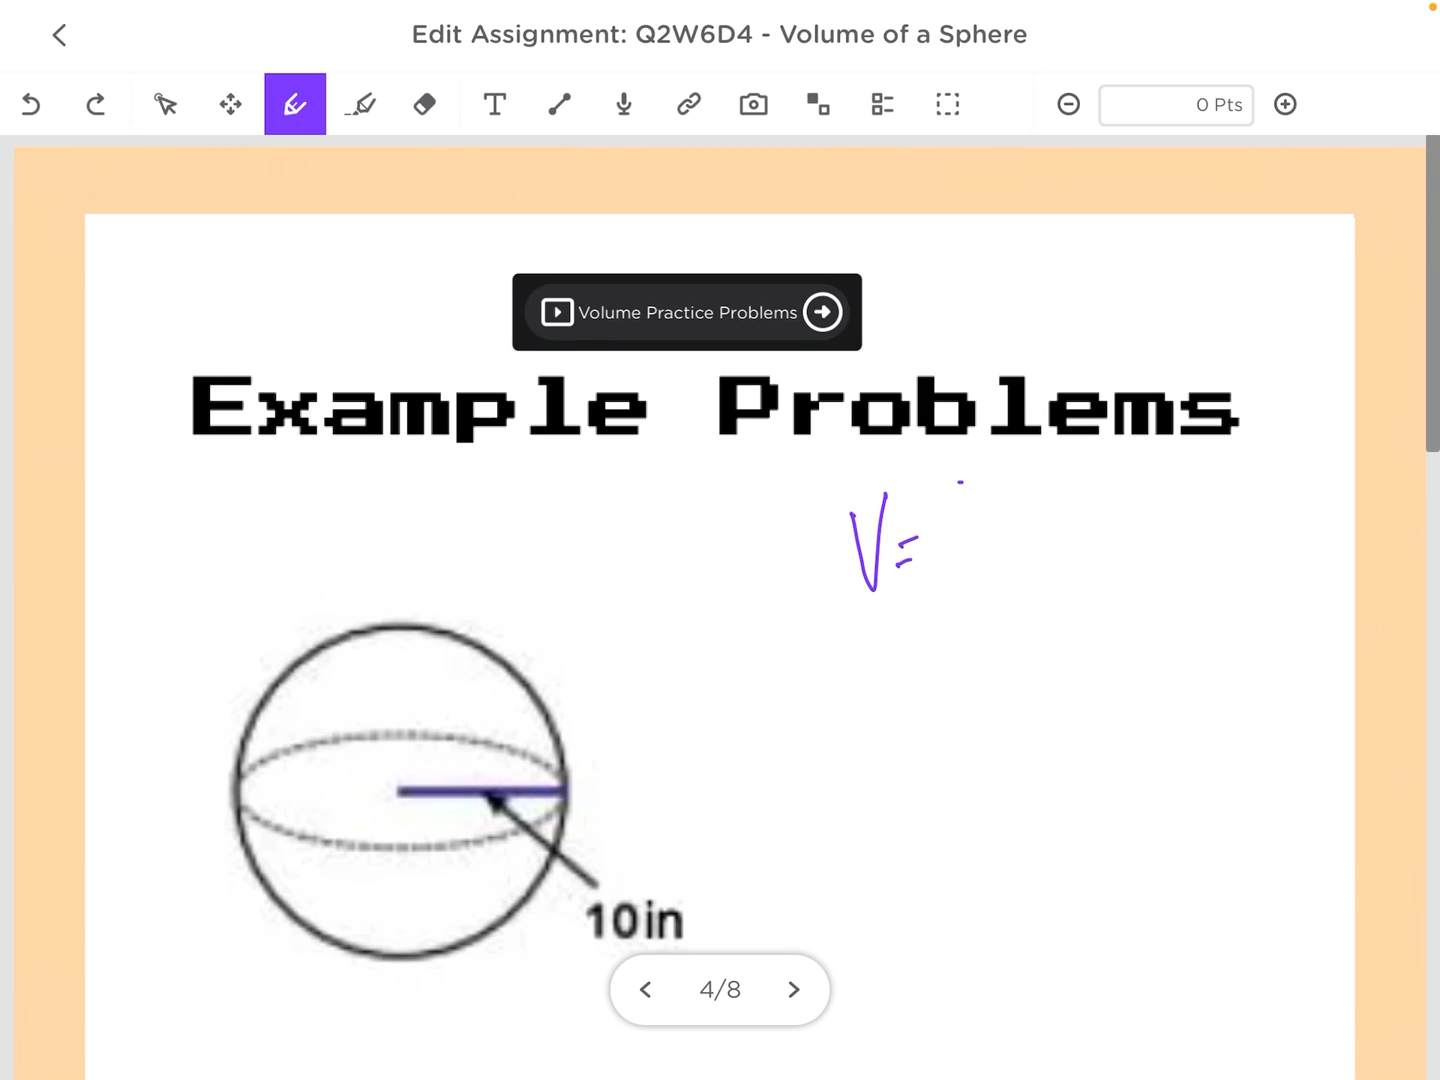 Edit Assignment: Q2W6D4 - Volume of a Sphere
T 0 Pts
Volume Practice Problems
Example Problems
V=
10in
4/8